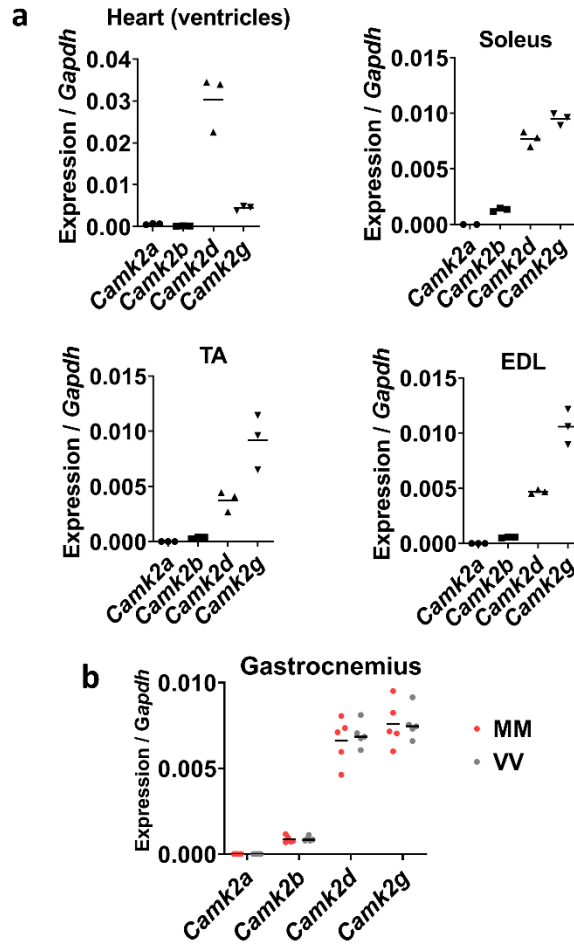 a
Heart (ventricles)
Expression / Gapdh
0.04
0.03
0.02
0.01
0.00
Camk2a
Camk2b
Camk2d
Camk2g
Soleus
Expression / Gapdh
0.015
0.010
0.005
0.000
Camk2a
Camk2b
Camk2d
Camk2g
TA
Expression / Gapdh
0.015
0.010
0.005
0.000
Camk2a
Camk2b
Camk2d
Camk2g
EDL
Expression / Gapdh
0.015
0.010
0.005
0.000
Camk2a
Camk2b
Camk2d
Camk2g
b
Gastrocnemius
Expression / Gapdh
0.010
0.005
0.000
Camk2a
Camk2b
Camk2d
Camk2g
MM
VV